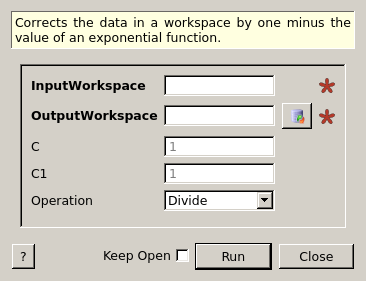 Corrects the data in a workspace by one minus the
value of an exponential function.
InputWorkspace
OutputWorkspace
C 1
C1 1
Operation Divide
? Keep Open Run Close